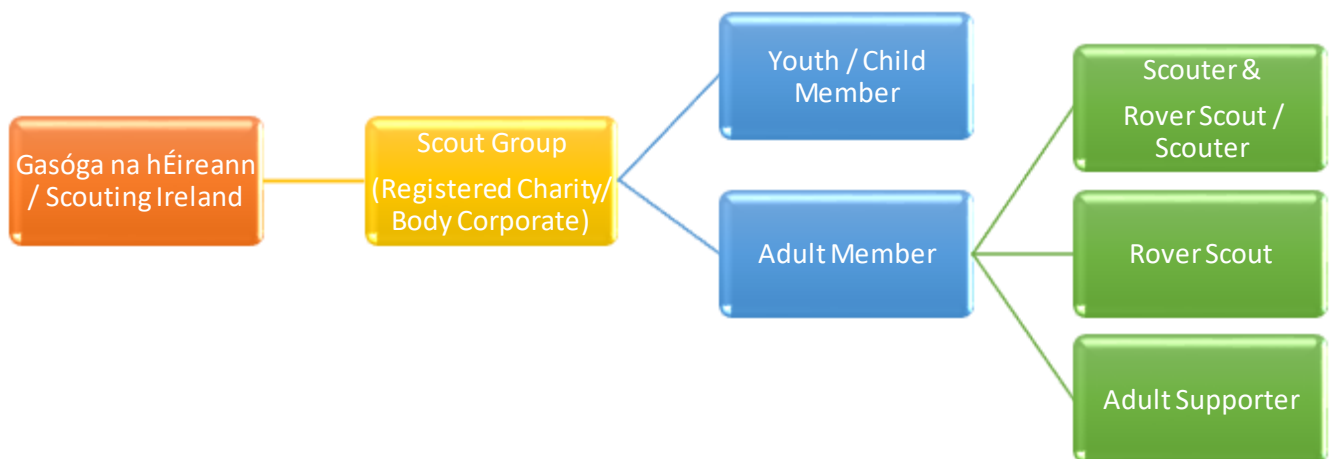 Gasóga na hÉireann
/ Scouting Ireland
Scout Group
(Registered Charity/
Body Corporate)
Youth / Child
Member
Adult Member
Scouter &
Rover Scout /
Scouter
Rover Scout
Adult Supporter